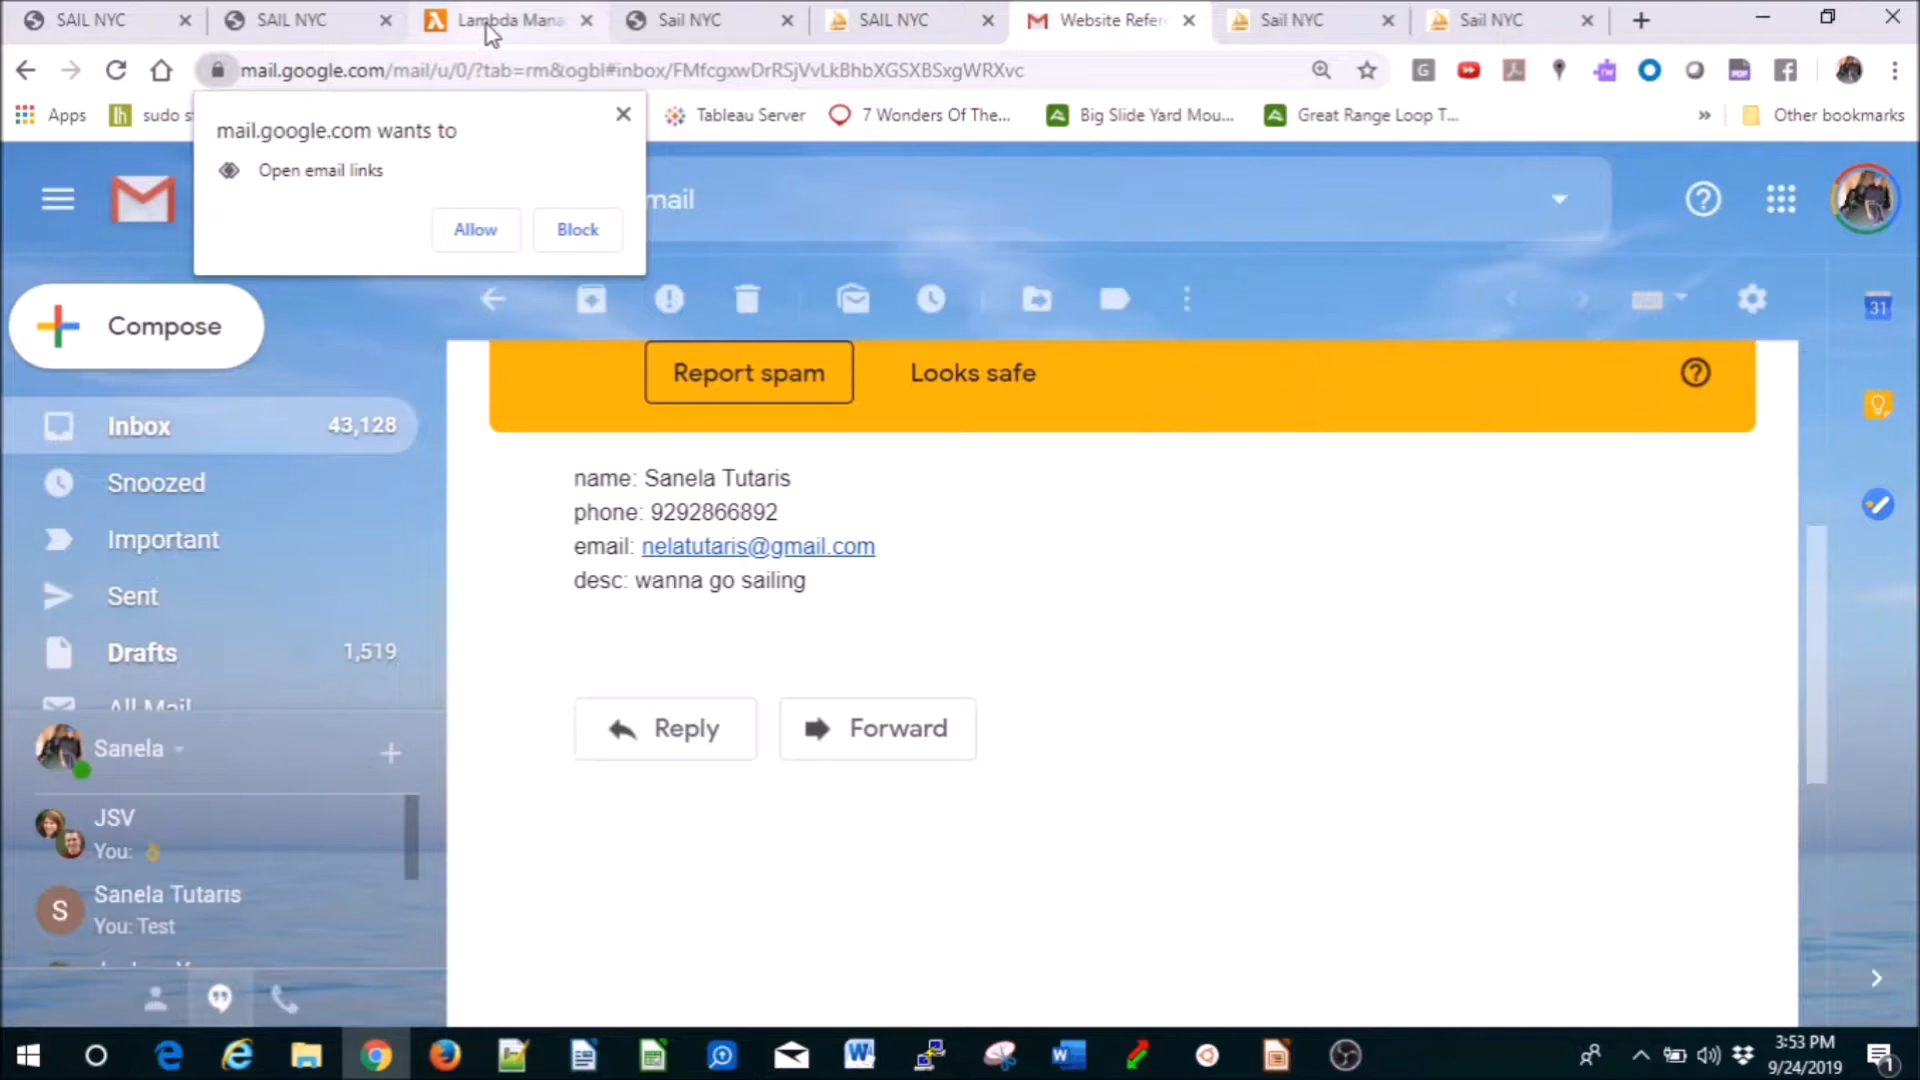 SAIL NYC
SAIL NYC
Lambda Mana
Sail NYC
SAIL NYC
Website Refer
Sail NYC
Sail NYC
mail.google.com/mail/u/0/?tab=rm&ogbl#inbox/FMfcgxwDrRSjVvLkBhbXGSXBSxgWRXvc
Apps
lh
sudo s
Tableau Server
7 Wonders Of The...
Big Slide Yard Mou...
Great Range Loop T...
»
Other bookmarks
mail.google.com wants to
Open email links
Allow
Block
mail
Compose
Report spam
Looks safe
31
Inbox
43,128
Snoozed
Important
Sent
Drafts
1,519
All Mail
name: Sanela Tutaris
phone: 9292866892
email: nelatutaris@gmail.com
desc: wanna go sailing
Reply
Forward
Sanela
JSV
You: 👌
S
Sanela Tutaris
You: Test
3:53 PM
9/24/2019
1